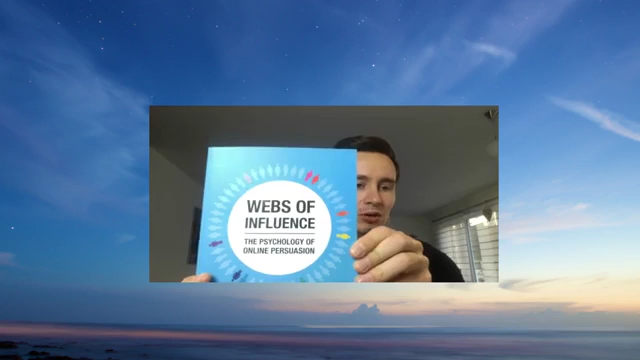 WEBS OF
INFLUENCE
THE PSYCHOLOGY OF
ONLINE PERSUASION